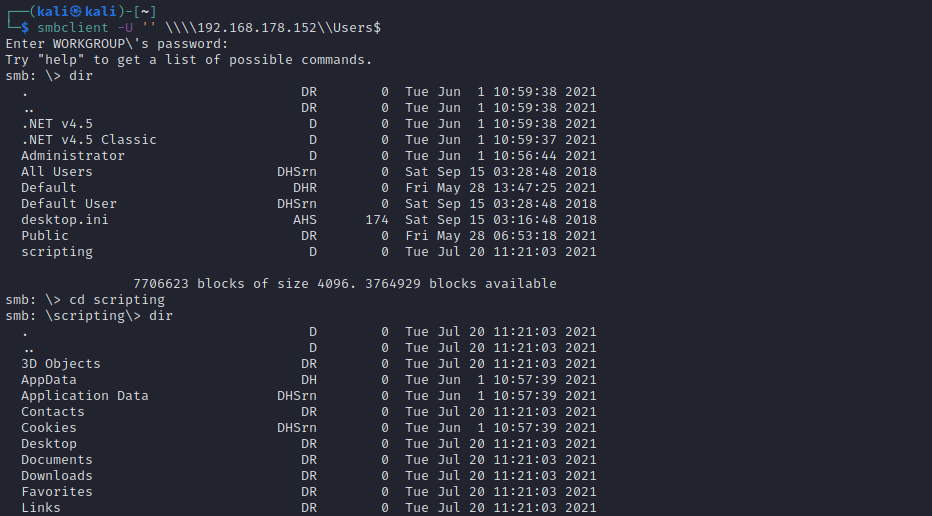 ┌──(kali㉿kali)-[~]
└─$ smbclient -U '' \\\\192.168.178.152\\Users$
Enter WORKGROUP\'s password:
Try "help" to get a list of possible commands.
smb: \> dir
  .                                  DR        0  Tue Jun  1 10:59:38 2021
  ..                                 DR        0  Tue Jun  1 10:59:38 2021
  .NET v4.5                           D        0  Tue Jun  1 10:59:38 2021
  .NET v4.5 Classic                   D        0  Tue Jun  1 10:59:37 2021
  Administrator                       D        0  Tue Jun  1 10:56:44 2021
  All Users                       DHSrn        0  Sat Sep 15 03:28:48 2018
  Default                           DHR        0  Fri May 28 13:47:25 2021
  Default User                    DHSrn        0  Sat Sep 15 03:28:48 2018
  desktop.ini                       AHS      174  Sat Sep 15 03:16:48 2018
  Public                             DR        0  Fri May 28 06:53:18 2021
  scripting                           D        0  Tue Jul 20 11:21:03 2021
                7706623 blocks of size 4096. 3764929 blocks available
smb: \> cd scripting
smb: \scripting\> dir
  .                                   D        0  Tue Jul 20 11:21:03 2021
  ..                                  D        0  Tue Jul 20 11:21:03 2021
  3D Objects                         DR        0  Tue Jul 20 11:21:03 2021
  AppData                            DH        0  Tue Jun  1 10:57:39 2021
  Application Data                DHSrn        0  Tue Jun  1 10:57:39 2021
  Contacts                           DR        0  Tue Jul 20 11:21:03 2021
  Cookies                         DHSrn        0  Tue Jun  1 10:57:39 2021
  Desktop                            DR        0  Tue Jul 20 11:21:03 2021
  Documents                          DR        0  Tue Jul 20 11:21:03 2021
  Downloads                          DR        0  Tue Jul 20 11:21:03 2021
  Favorites                          DR        0  Tue Jul 20 11:21:03 2021
  Links                              DR        0  Tue Jul 20 11:21:03 2021